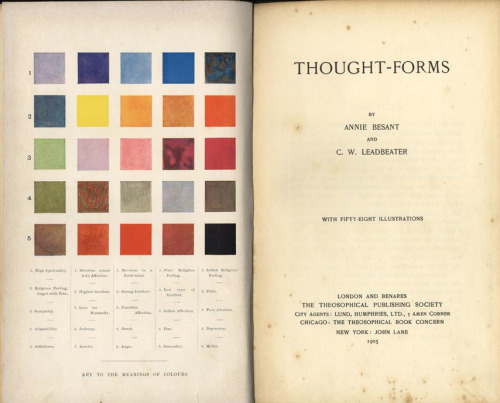 1
2
3
4
5
1. High Spirituality.
1. Devotion mixed with Affection.
1. Devotion to a Noble Ideal.
1. Pure Religious Feeling.
1. Selfish Religious Feeling.
2. Religious Feeling, tinged with Fear.
2. Highest Intellect.
2. Strong Intellect.
2. Low type of Intellect.
2. Pride.
3. Sympathy.
3. Love for Humanity.
3. Unselfish Affection.
3. Selfish Affection.
3. Pure Affection.
4. Adaptability.
4. Jealousy.
4. Deceit.
4. Fear.
4. Depression.
5. Selfishness.
5. Avarice.
5. Anger.
5. Sensuality.
5. Malice.
KEY TO THE MEANINGS OF COLOURS.
THOUGHT-FORMS
BY
ANNIE BESANT
AND
C. W. LEADBEATER
WITH FIFTY-EIGHT ILLUSTRATIONS
LONDON AND BENARES
THE THEOSOPHICAL PUBLISHING SOCIETY
CITY AGENTS: LUND, HUMPHRIES, LTD., 3 AMEN CORNER
CHICAGO: THE THEOSOPHICAL BOOK CONCERN
NEW YORK: JOHN LANE
1905